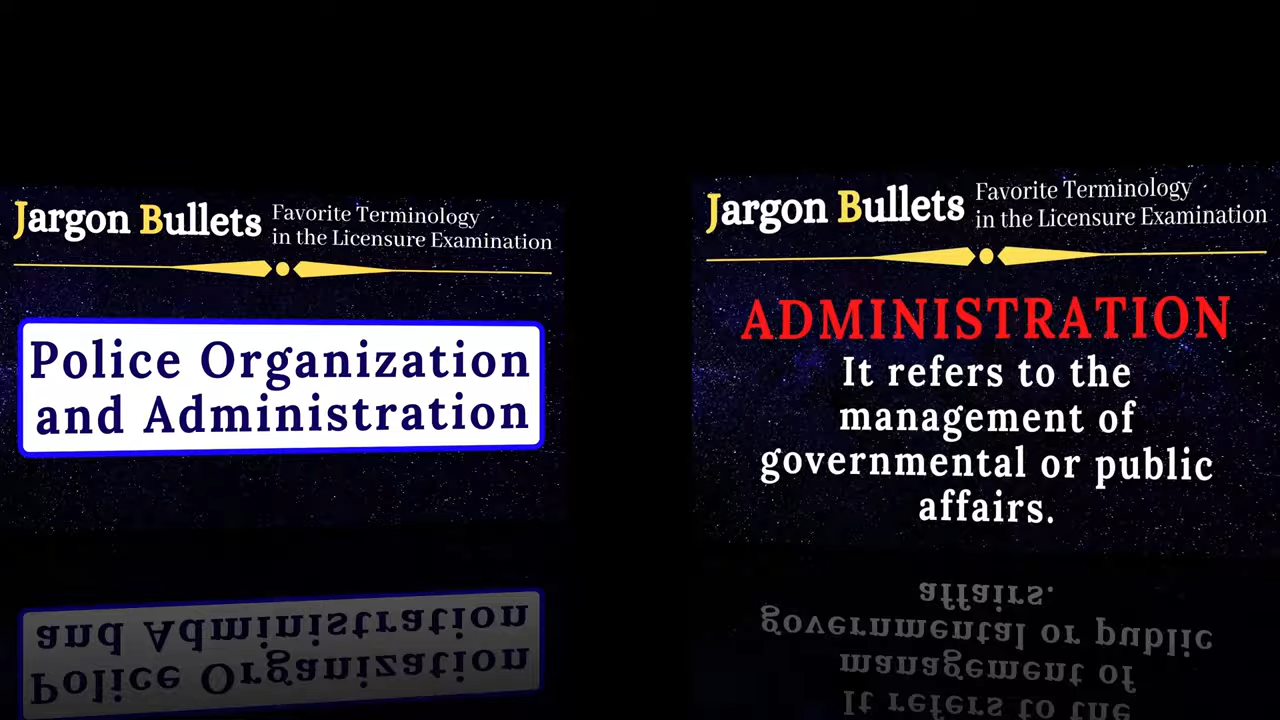 Jargon Bullets
Favorite Terminology
in the Licensure Examination
Police Organization
and Administration
Jargon Bullets
Favorite Terminology
in the Licensure Examination
ADMINISTRATION
It refers to the
management of
governmental or public
affairs.